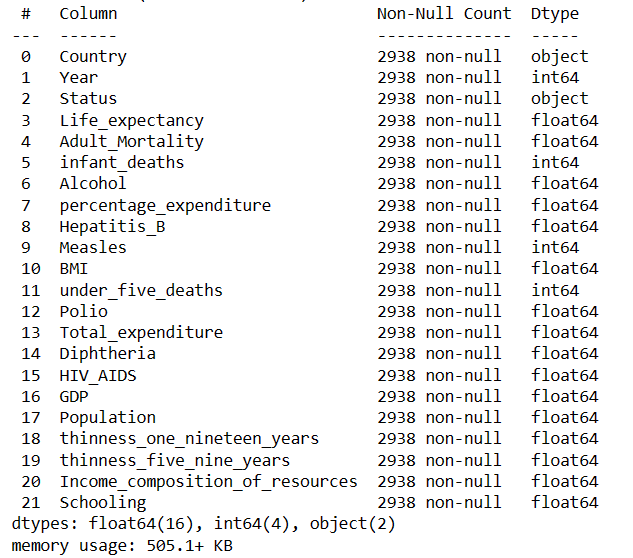 #   Column                           Non-Null Count  Dtype
---  ------                           --------------  -----
0   Country                          2938 non-null   object
1   Year                             2938 non-null   int64
2   Status                           2938 non-null   object
3   Life_expectancy                  2938 non-null   float64
4   Adult_Mortality                  2938 non-null   float64
5   infant_deaths                    2938 non-null   int64
6   Alcohol                          2938 non-null   float64
7   percentage_expenditure           2938 non-null   float64
8   Hepatitis_B                      2938 non-null   float64
9   Measles                          2938 non-null   int64
10  BMI                              2938 non-null   float64
11  under_five_deaths                2938 non-null   int64
12  Polio                            2938 non-null   float64
13  Total_expenditure                2938 non-null   float64
14  Diphtheria                       2938 non-null   float64
15  HIV_AIDS                         2938 non-null   float64
16  GDP                              2938 non-null   float64
17  Population                       2938 non-null   float64
18  thinness_one_nineteen_years      2938 non-null   float64
19  thinness_five_nine_years         2938 non-null   float64
20  Income_composition_of_resources  2938 non-null   float64
21  Schooling                        2938 non-null   float64
dtypes: float64(16), int64(4), object(2)
memory usage: 505.1+ KB